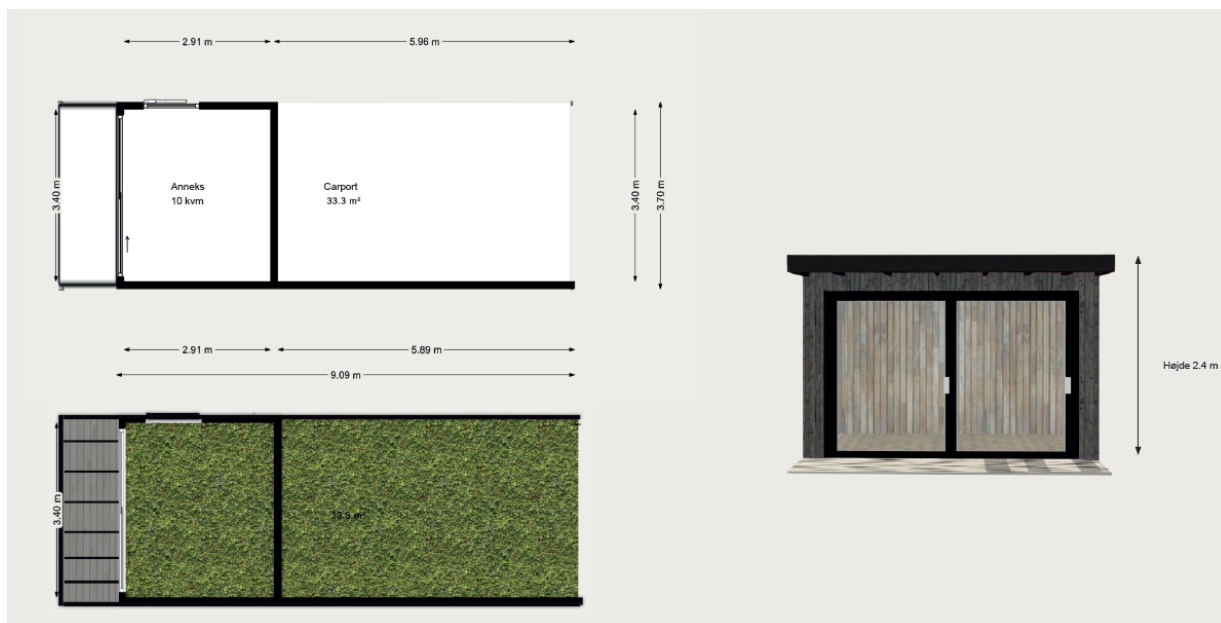 2.91 m
5.96 m
3.40 m
Anneks
10 kvm
Carport
33.3 m²
3.40 m
3.70 m
2.91 m
5.89 m
9.09 m
Højde 2.4 m
3.40 m
33.3 m²